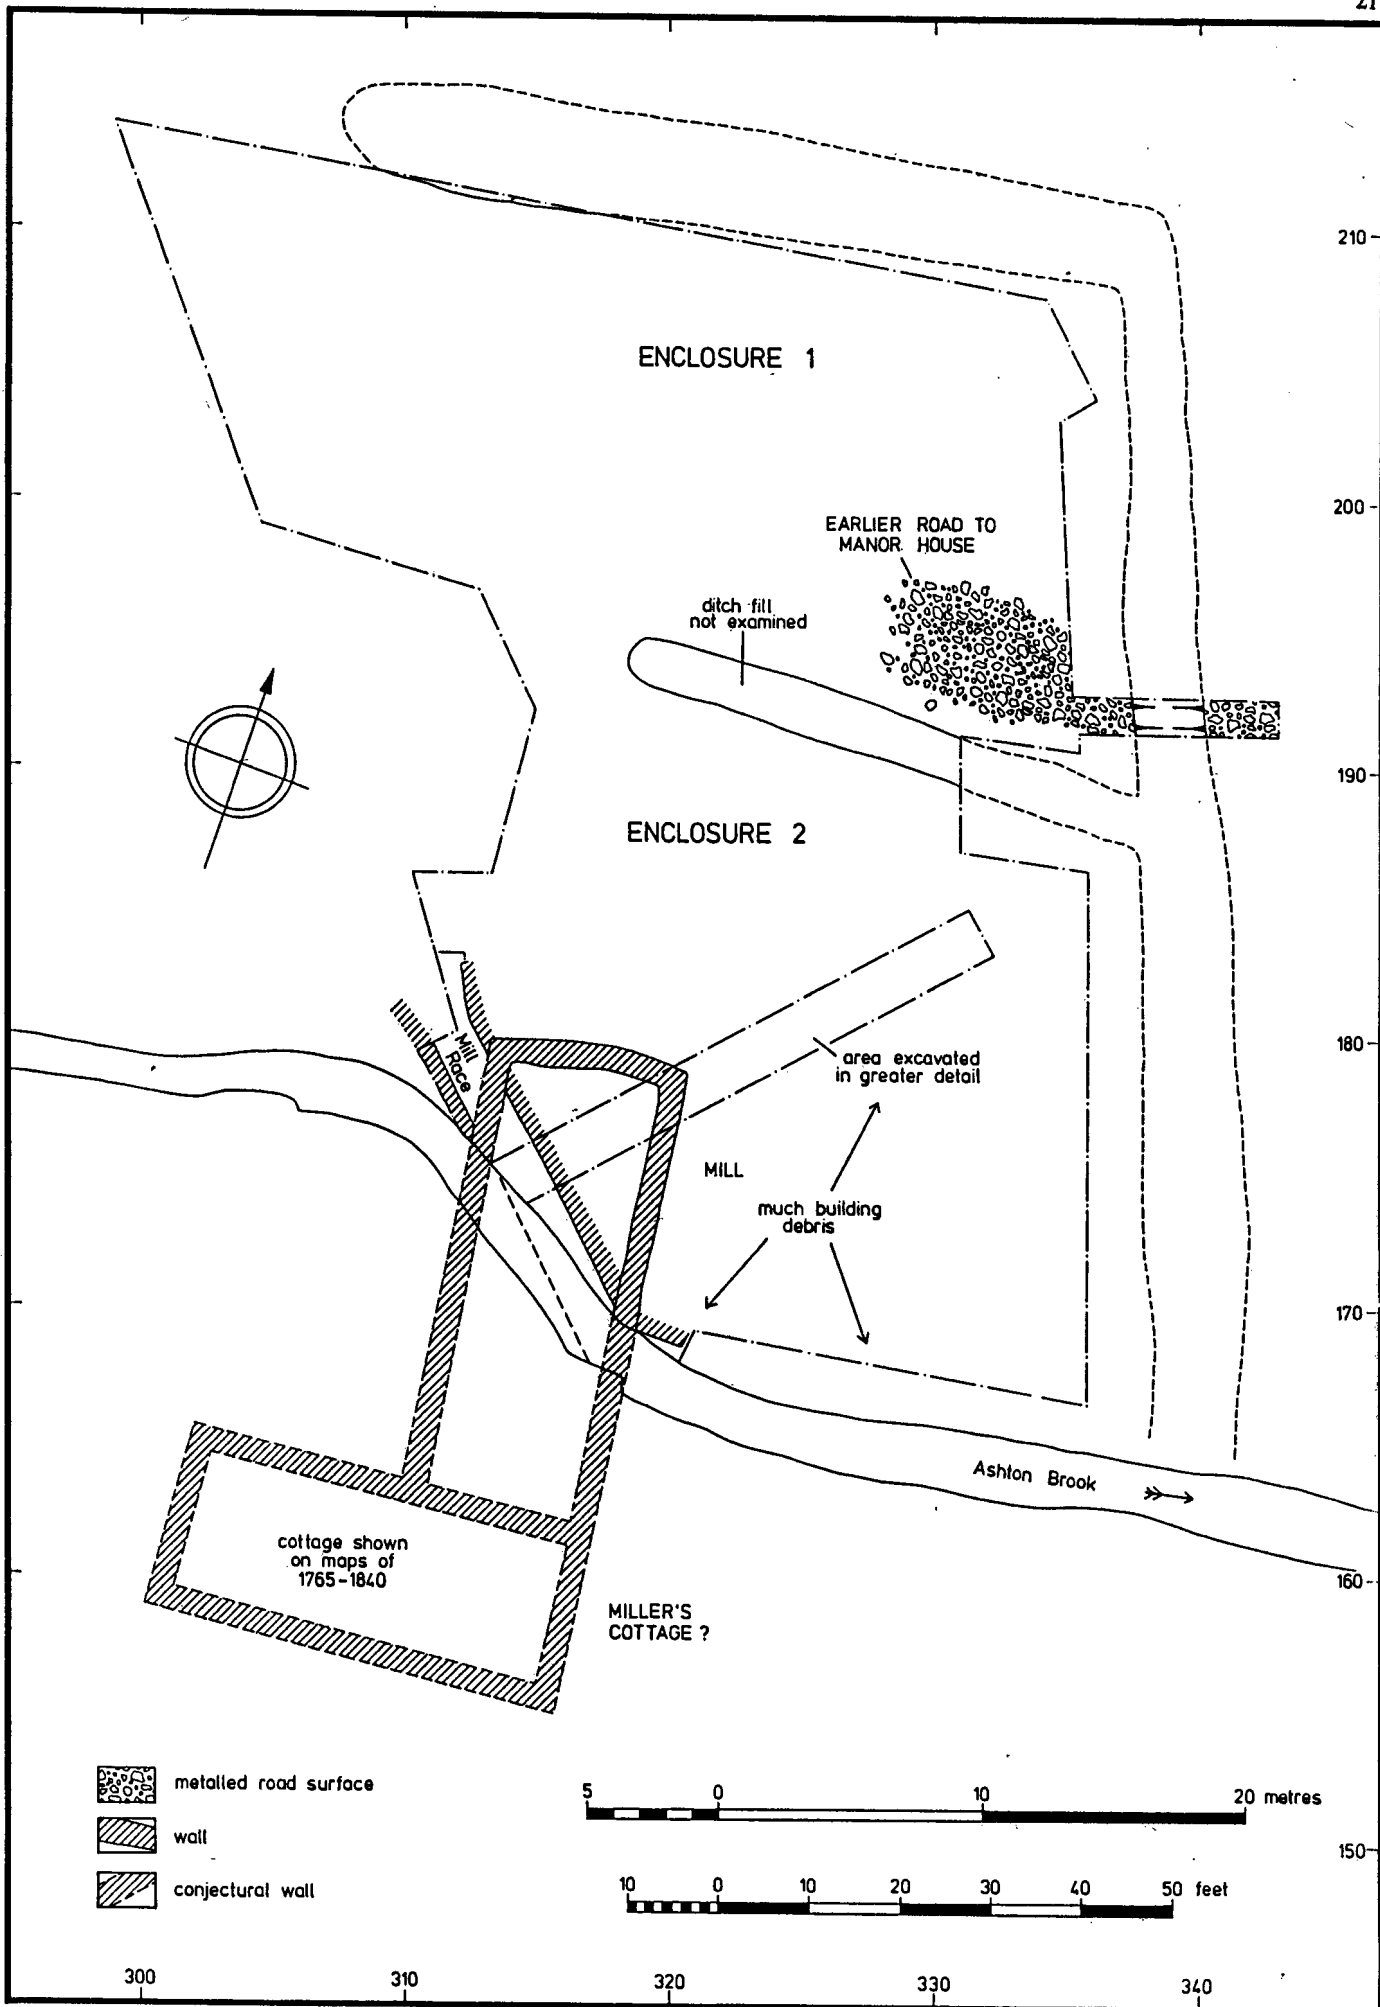 21
210
ENCLOSURE 1
200
EARLIER ROAD TO
MANOR HOUSE
ditch fill
not examined
190
ENCLOSURE 2
180
Mill
Race
area excavated
in greater detail
MILL
much building
debris
170
Ashton Brook
cottage shown
on maps of
1765-1840
160
MILLER'S
COTTAGE ?
metalled road surface
wall
conjectural wall
5 0 10 20 metres
150
10 0 10 20 30 40 50 feet
300 310 320 330 340